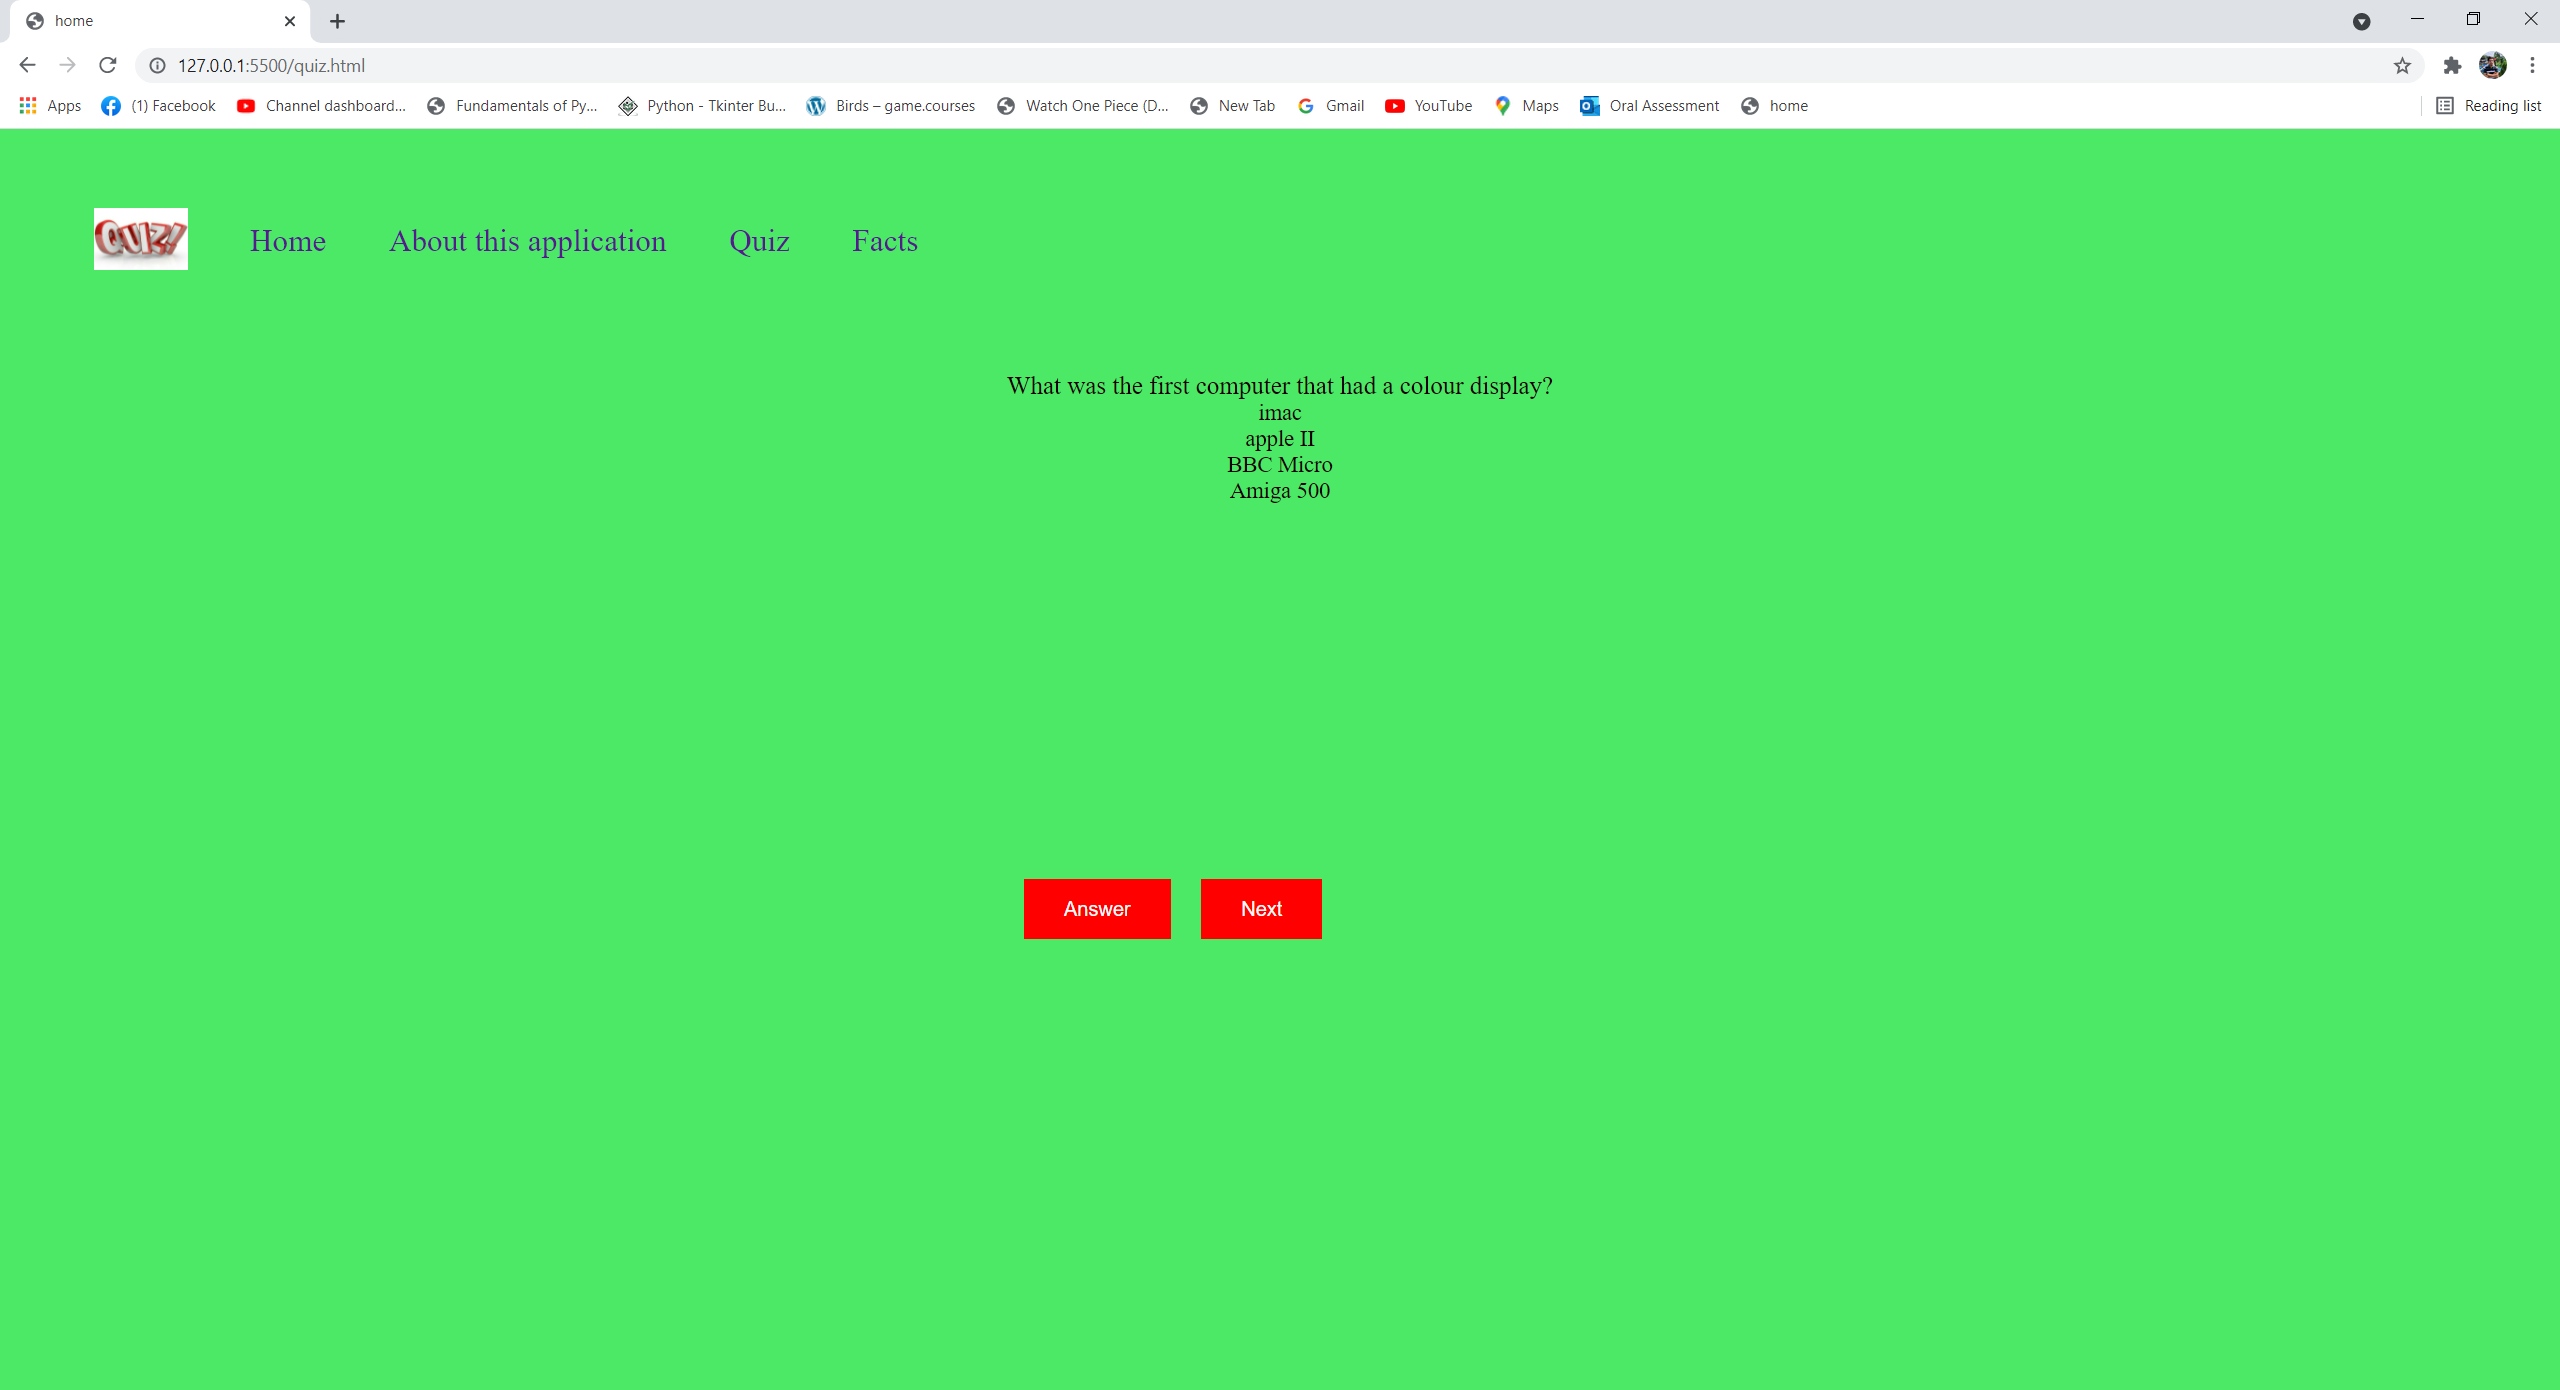 home
127.0.0.1:5500/quiz.html
Apps (1) Facebook Channel dashboard... Fundamentals of Py... Python - Tkinter Bu... Birds – game.courses Watch One Piece (D... New Tab Gmail YouTube Maps Oral Assessment home Reading list
QUIZ! Home About this application Quiz Facts
What was the first computer that had a colour display?
imac
apple II
BBC Micro
Amiga 500
Answer Next